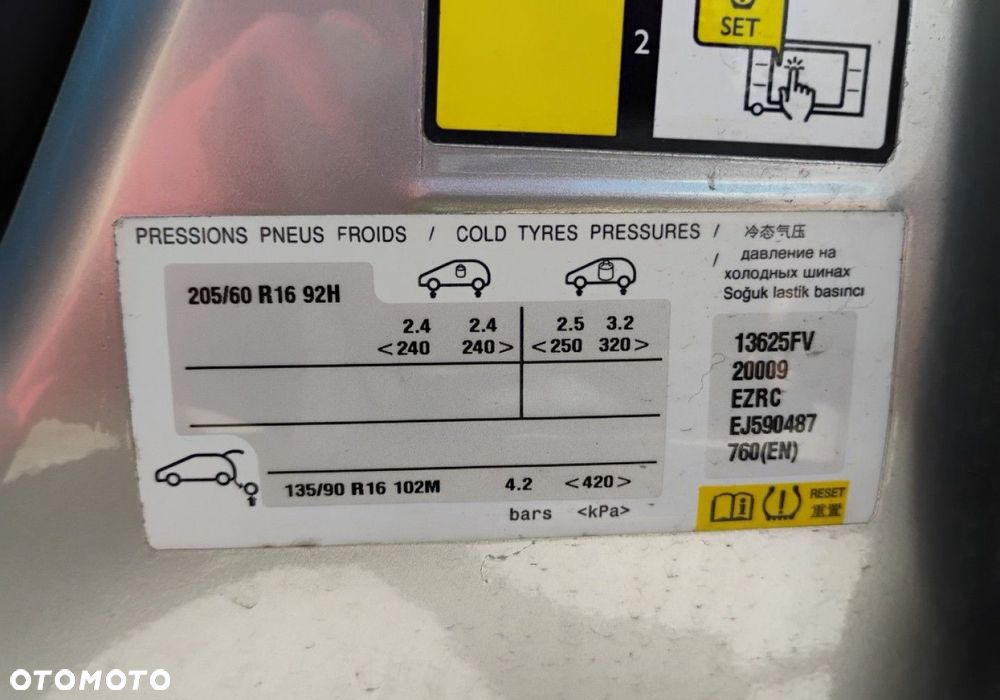 SET
2
PRESSIONS PNEUS FROIDS / COLD TYRES PRESSURES / 冷态气压
/ давление на
холодных шинах
Soğuk lastik basıncı
205/60 R16 92H
2.4 2.4 2.5 3.2
<240 240> <250 320>
135/90 R16 102M 4.2 <420>
bars <kPa>
13625FV
20009
EZRC
EJ590487
760(EN)
i ! RESET
重置
OTOMOTO